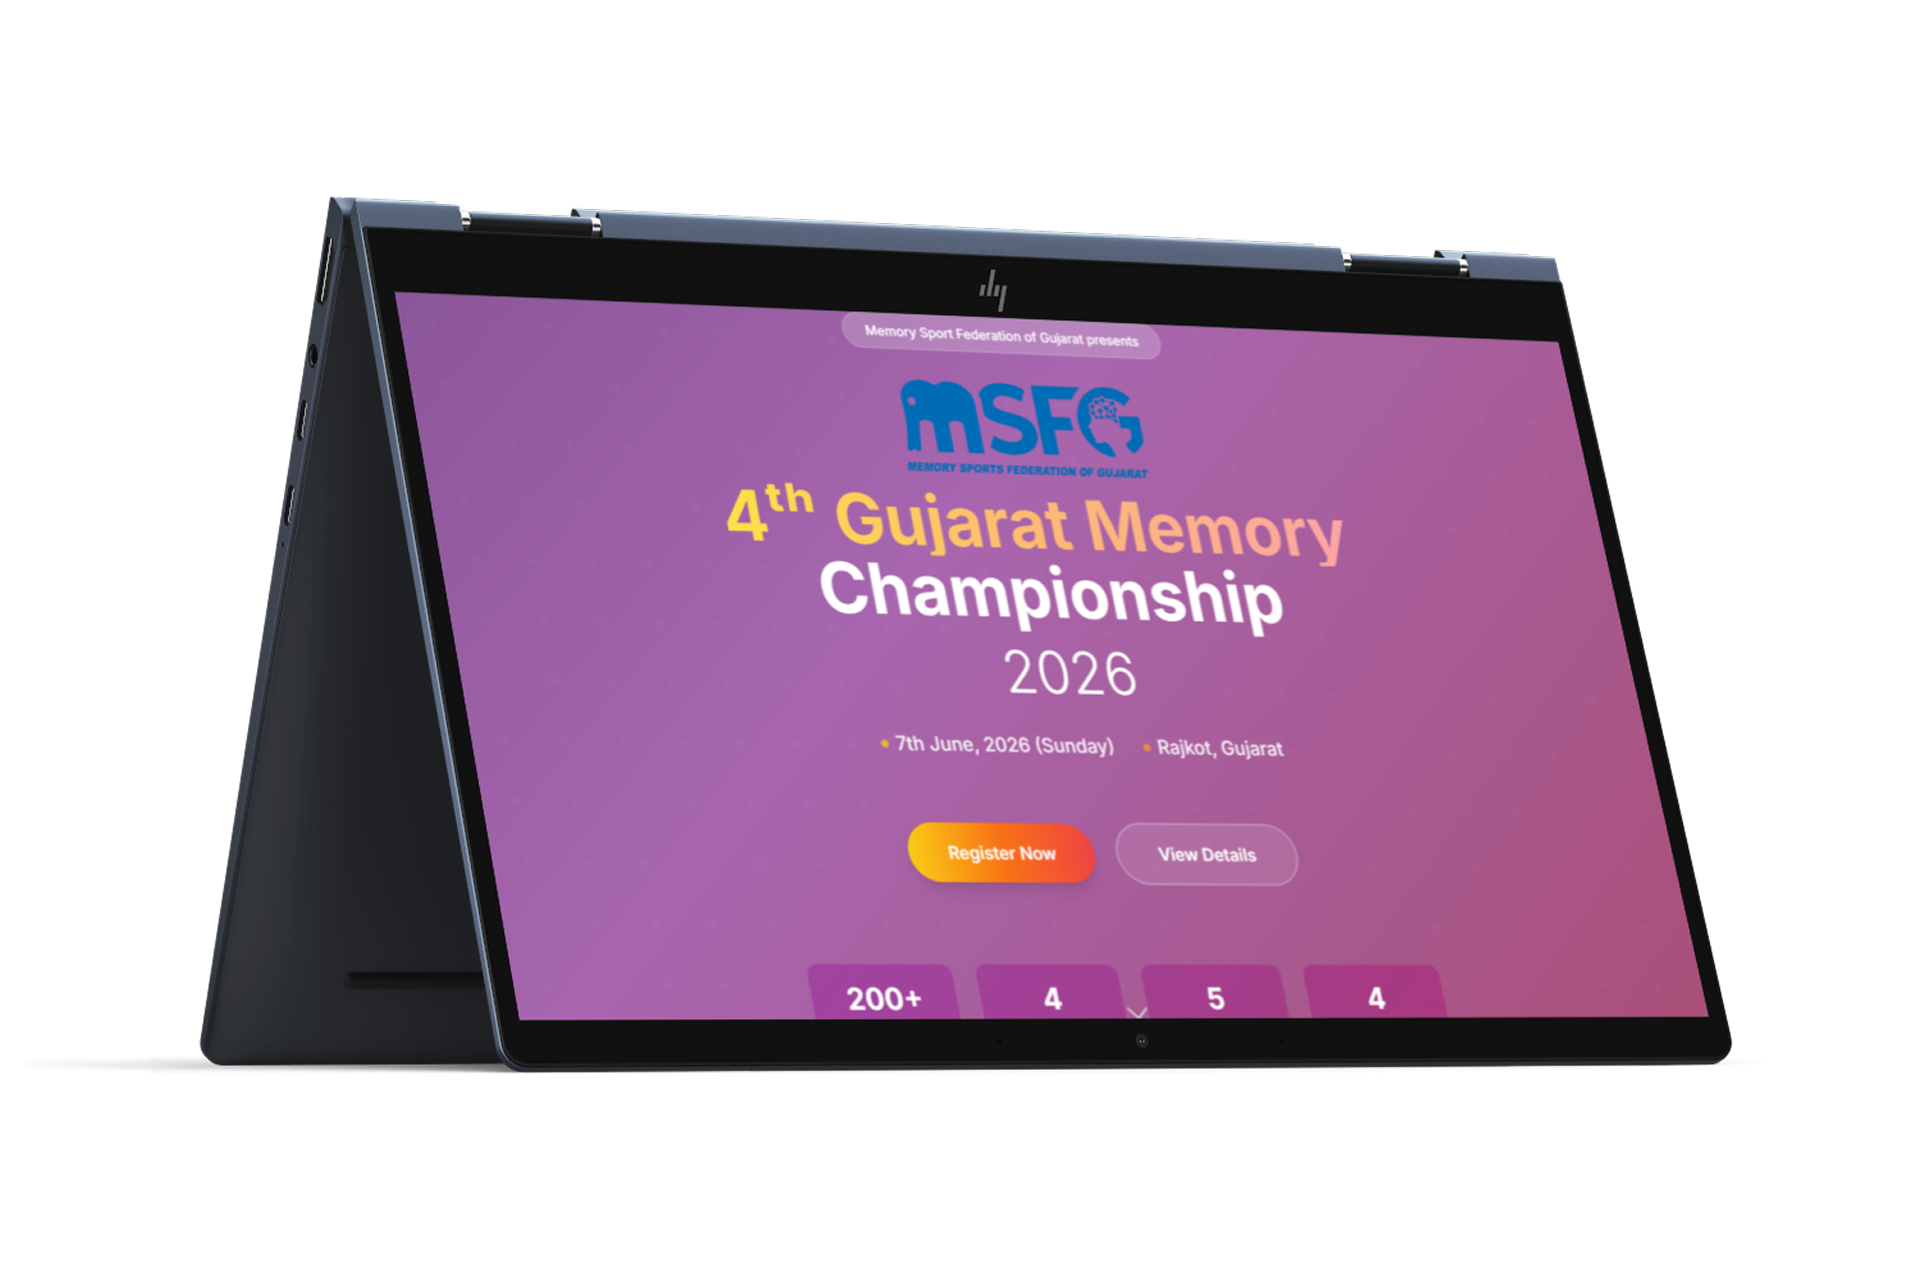 hp
Memory Sport Federation of Gujarat presents
mSFG
MEMORY SPORTS FEDERATION OF GUJARAT
4th Gujarat Memory
Championship
2026
• 7th June, 2026 (Sunday) • Rajkot, Gujarat
Register Now View Details
200+ 4 5 4